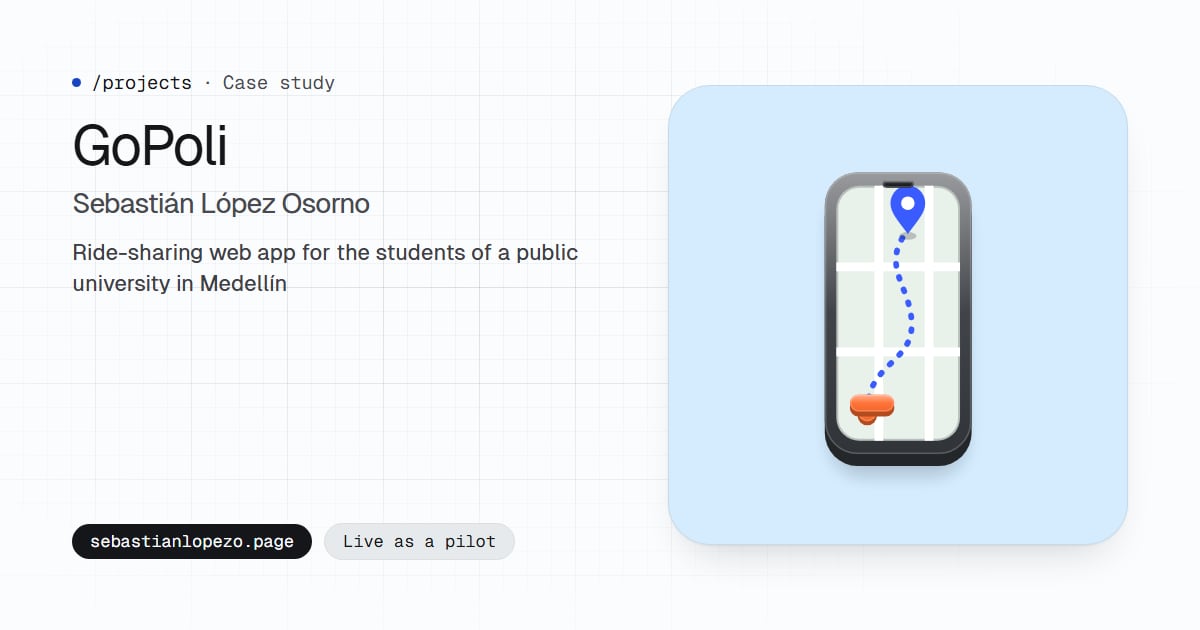 /projects · Case study
GoPoli
Sebastián López Osorno
Ride-sharing web app for the students of a public
university in Medellín
sebastianlopezo.page
Live as a pilot